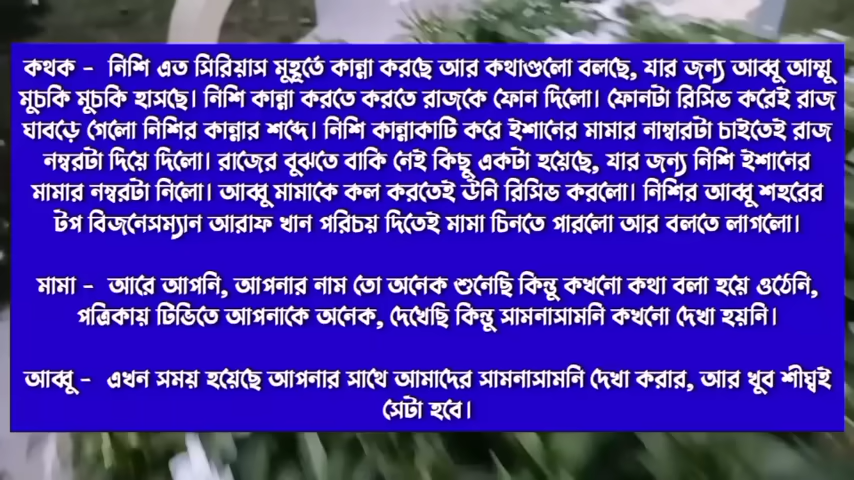 কথক - নিশি এত সিরিয়াস মুহূর্তে কান্না করছে আর কথাগুলো বলছে, যার জন্য আব্বু আম্মু
মুচকি মুচকি হাসছে। নিশি কান্না করতে করতে রাজকে ফোন দিলো। ফোনটা রিসিভ করেই রাজ
ঘাবড়ে গেলো নিশির কান্নার শব্দে। নিশি কান্নাকাটি করে ইশানের মামার নাম্বারটা চাইতেই রাজ
নম্বরটা দিয়ে দিলো। রাজের বুঝতে বাকি নেই কিছু একটা হয়েছে, যার জন্য নিশি ইশানের
মামার নম্বরটা নিলো। আব্বু মামাকে কল করতেই উনি রিসিভ করলো। নিশির আব্বু শহরের
টপ বিজনেসম্যান আরাফ খান পরিচয় দিতেই মামা চিনতে পারলো আর বলতে লাগলো।
মামা - আরে আপনি, আপনার নাম তো অনেক শুনেছি কিন্তু কখনো কথা বলা হয়ে ওঠেনি,
পত্রিকায় টিভিতে আপনাকে অনেক, দেখেছি কিন্তু সামনাসামনি কখনো দেখা হয়নি।
আব্বু - এখন সময় হয়েছে আপনার সাথে আমাদের সামনাসামনি দেখা করার, আর খুব শীঘ্রই
সেটা হবে।